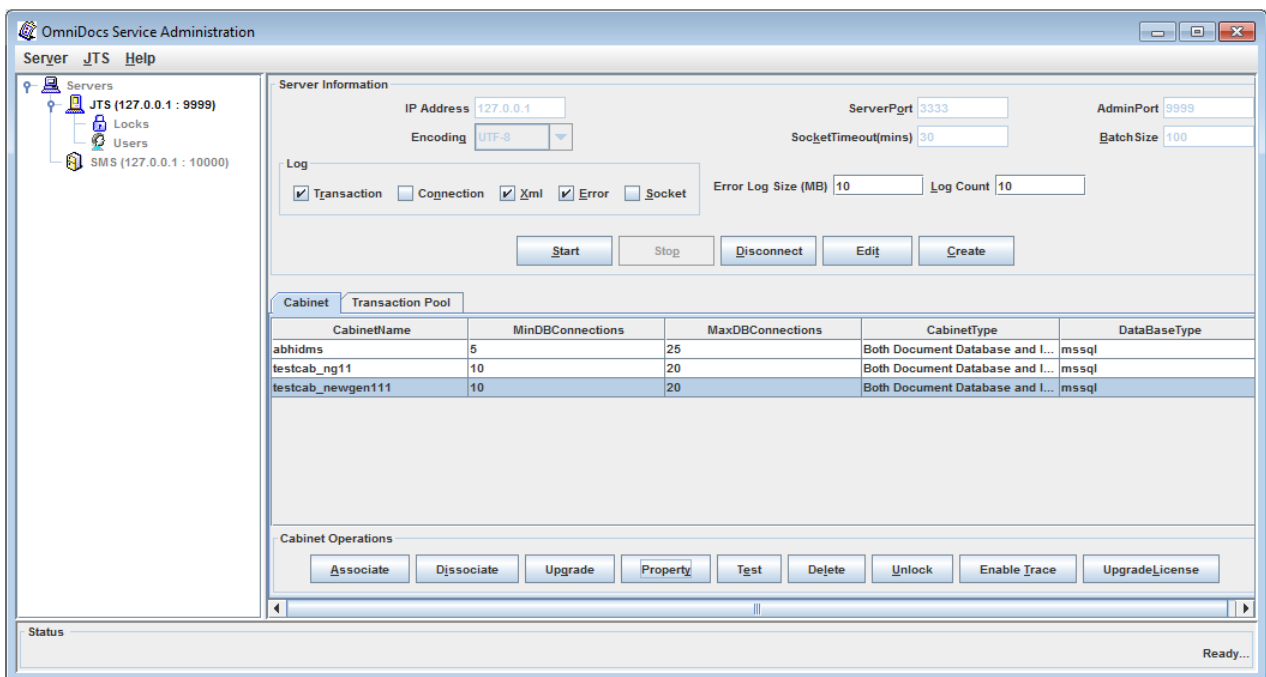 OmniDocs Service Administration
Server JTS Help
Servers
JTS (127.0.0.1 : 9999)
Locks
Users
SMS (127.0.0.1 : 10000)
Server Information
IP Address 127.0.0.1 ServerPort 3333 AdminPort 9999
Encoding UTF-8 SocketTimeout(mins) 30 BatchSize 100
Log
Transaction Connection Xml Error Socket Error Log Size (MB) 10 Log Count 10
Start Stop Disconnect Edit Create
Cabinet Transaction Pool
CabinetName MinDBConnections MaxDBConnections CabinetType DataBaseType
abhidms 5 25 Both Document Database and I... mssql
testcab_ng11 10 20 Both Document Database and I... mssql
testcab_newgen111 10 20 Both Document Database and I... mssql
Cabinet Operations
Associate Dissociate Upgrade Property Test Delete Unlock Enable Trace UpgradeLicense
Status
Ready...